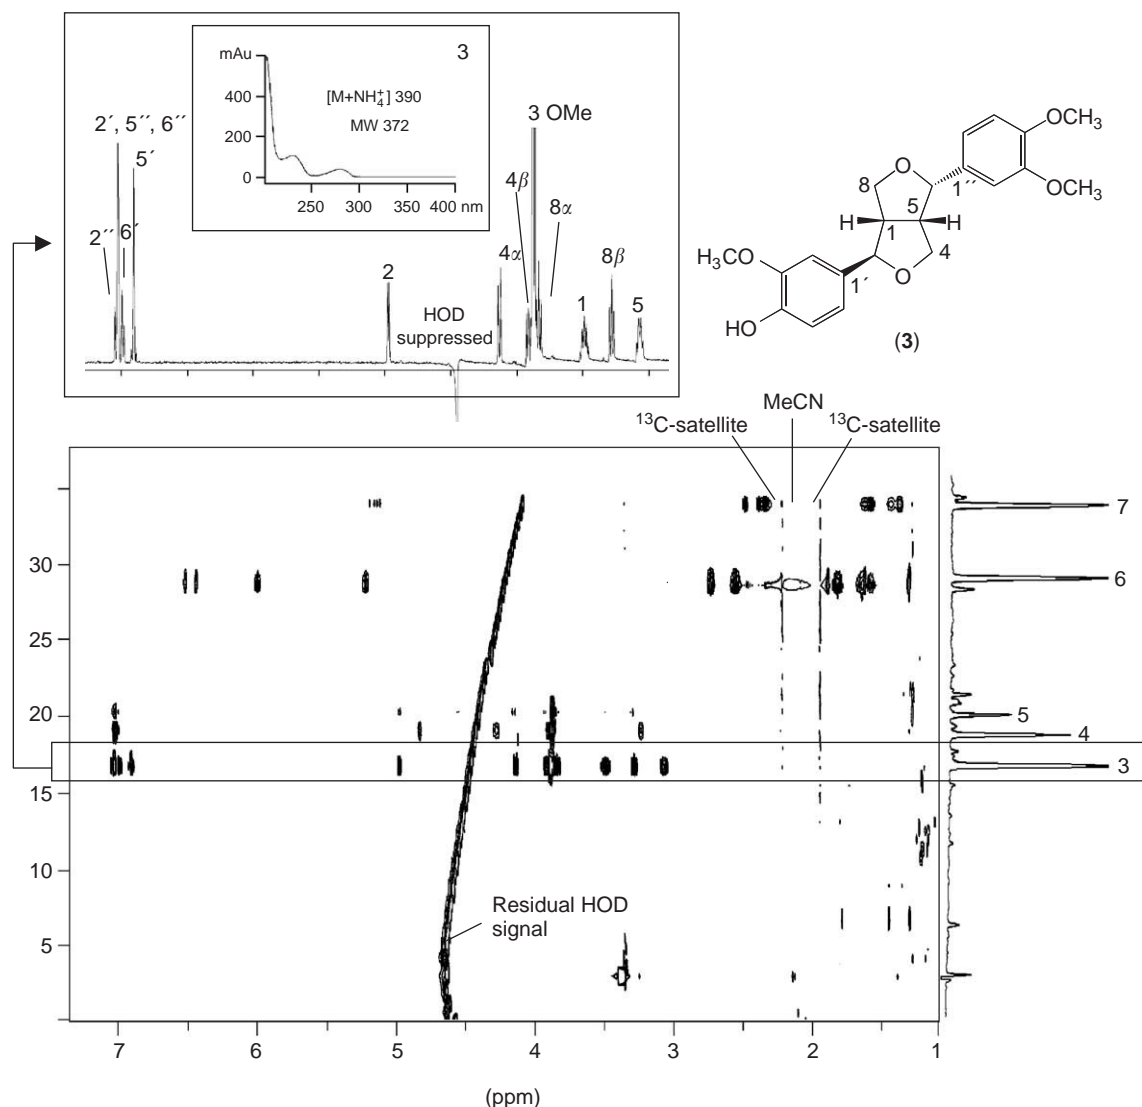 3
mAu
400
200
0
[M+NH₄⁺] 390
MW 372
250 300 350 400 nm
2´, 5´´, 6´´
5´
2´´
6´
2
HOD
suppressed
4α
4β
3 OMe
8α
1
8β
5
OCH₃
OCH₃
O
8
1´´
5
H
H
1
4
H₃CO
O
1´
HO
(3)
MeCN
¹³C-satellite
¹³C-satellite
30
25
20
15
10
5
Residual HOD
signal
7
6
5
4
3
7 6 5 4 3 2 1
(ppm)